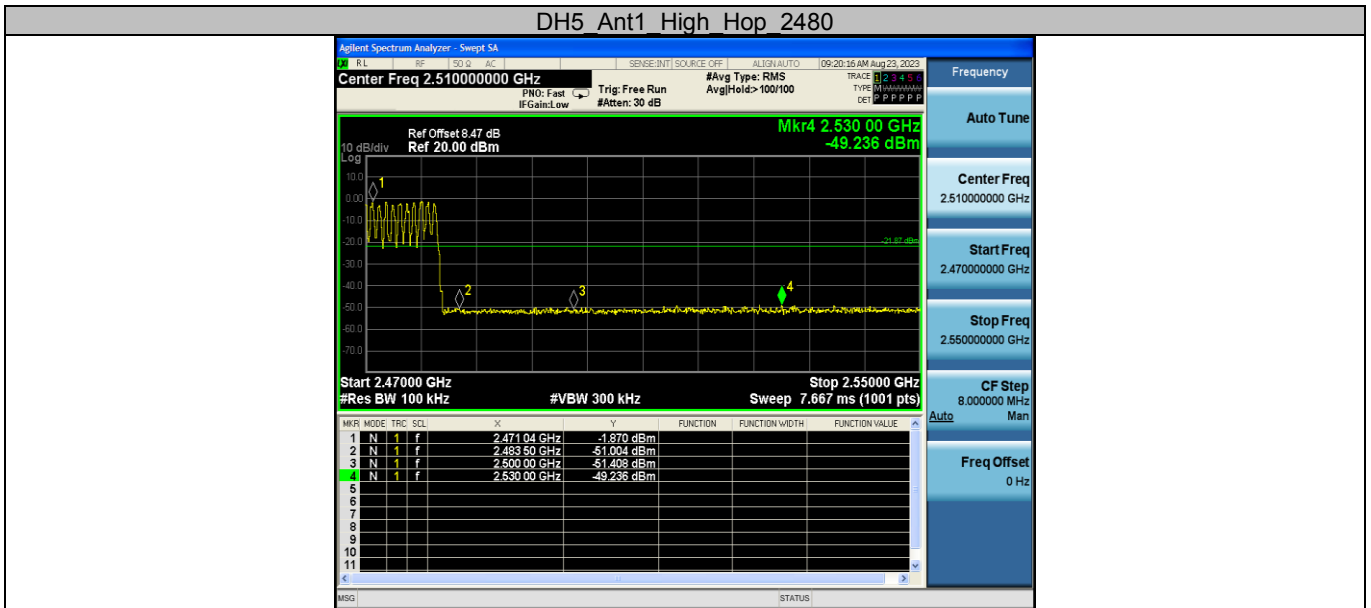 DH5_Ant1_High_Hop_2480
Agilent Spectrum Analyzer - Swept SA
RL RF 50 Ω AC SENSE:INT SOURCE OFF ALIGN AUTO 09:20:16 AM Aug 23, 2023
Center Freq 2.510000000 GHz
PNO: Fast
IFGain:Low
Trig: Free Run
#Atten: 30 dB
#Avg Type: RMS
Avg|Hold:>100/100
TRACE 1 2 3 4 5 6
TYPE M
DET P P P P P P
Ref Offset 8.47 dB
10 dB/div Ref 20.00 dBm
Log
Mkr4 2.530 00 GHz
-49.236 dBm
10.0
0.00
-10.0
-20.0
-30.0
-40.0
-50.0
-60.0
-70.0
1
2
3
4
-21.87 dBm
Start 2.47000 GHz Stop 2.55000 GHz
#Res BW 100 kHz #VBW 300 kHz Sweep 7.667 ms (1001 pts)
MKR MODE TRC SCL X Y FUNCTION FUNCTION WIDTH FUNCTION VALUE
1 N 1 f 2.471 04 GHz -1.870 dBm
2 N 1 f 2.483 50 GHz -51.004 dBm
3 N 1 f 2.500 00 GHz -51.408 dBm
4 N 1 f 2.530 00 GHz -49.236 dBm
5
6
7
8
9
10
11
MSG STATUS
Frequency
Auto Tune
Center Freq
2.510000000 GHz
Start Freq
2.470000000 GHz
Stop Freq
2.550000000 GHz
CF Step
8.000000 MHz
Auto Man
Freq Offset
0 Hz